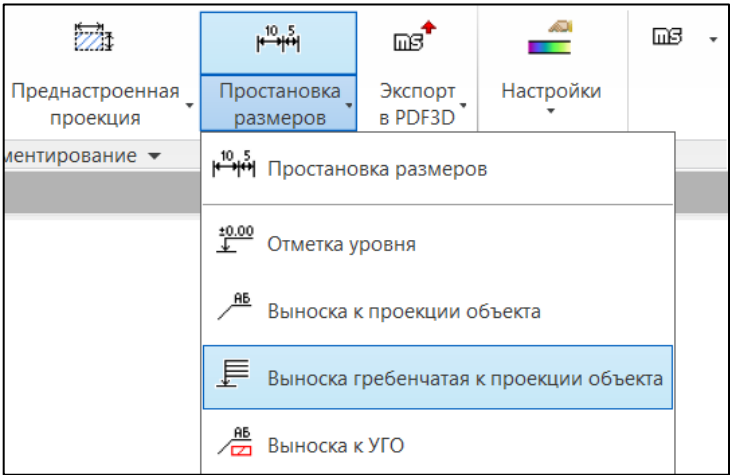 10 5
ms
ms
Преднастроенная
проекция
Простановка
размеров
Экспорт
в PDF3D
Настройки
ментирование
10 5 Простановка размеров
±0.00 Отметка уровня
АБ Выноска к проекции объекта
Выноска гребенчатая к проекции объекта
АБ Выноска к УГО